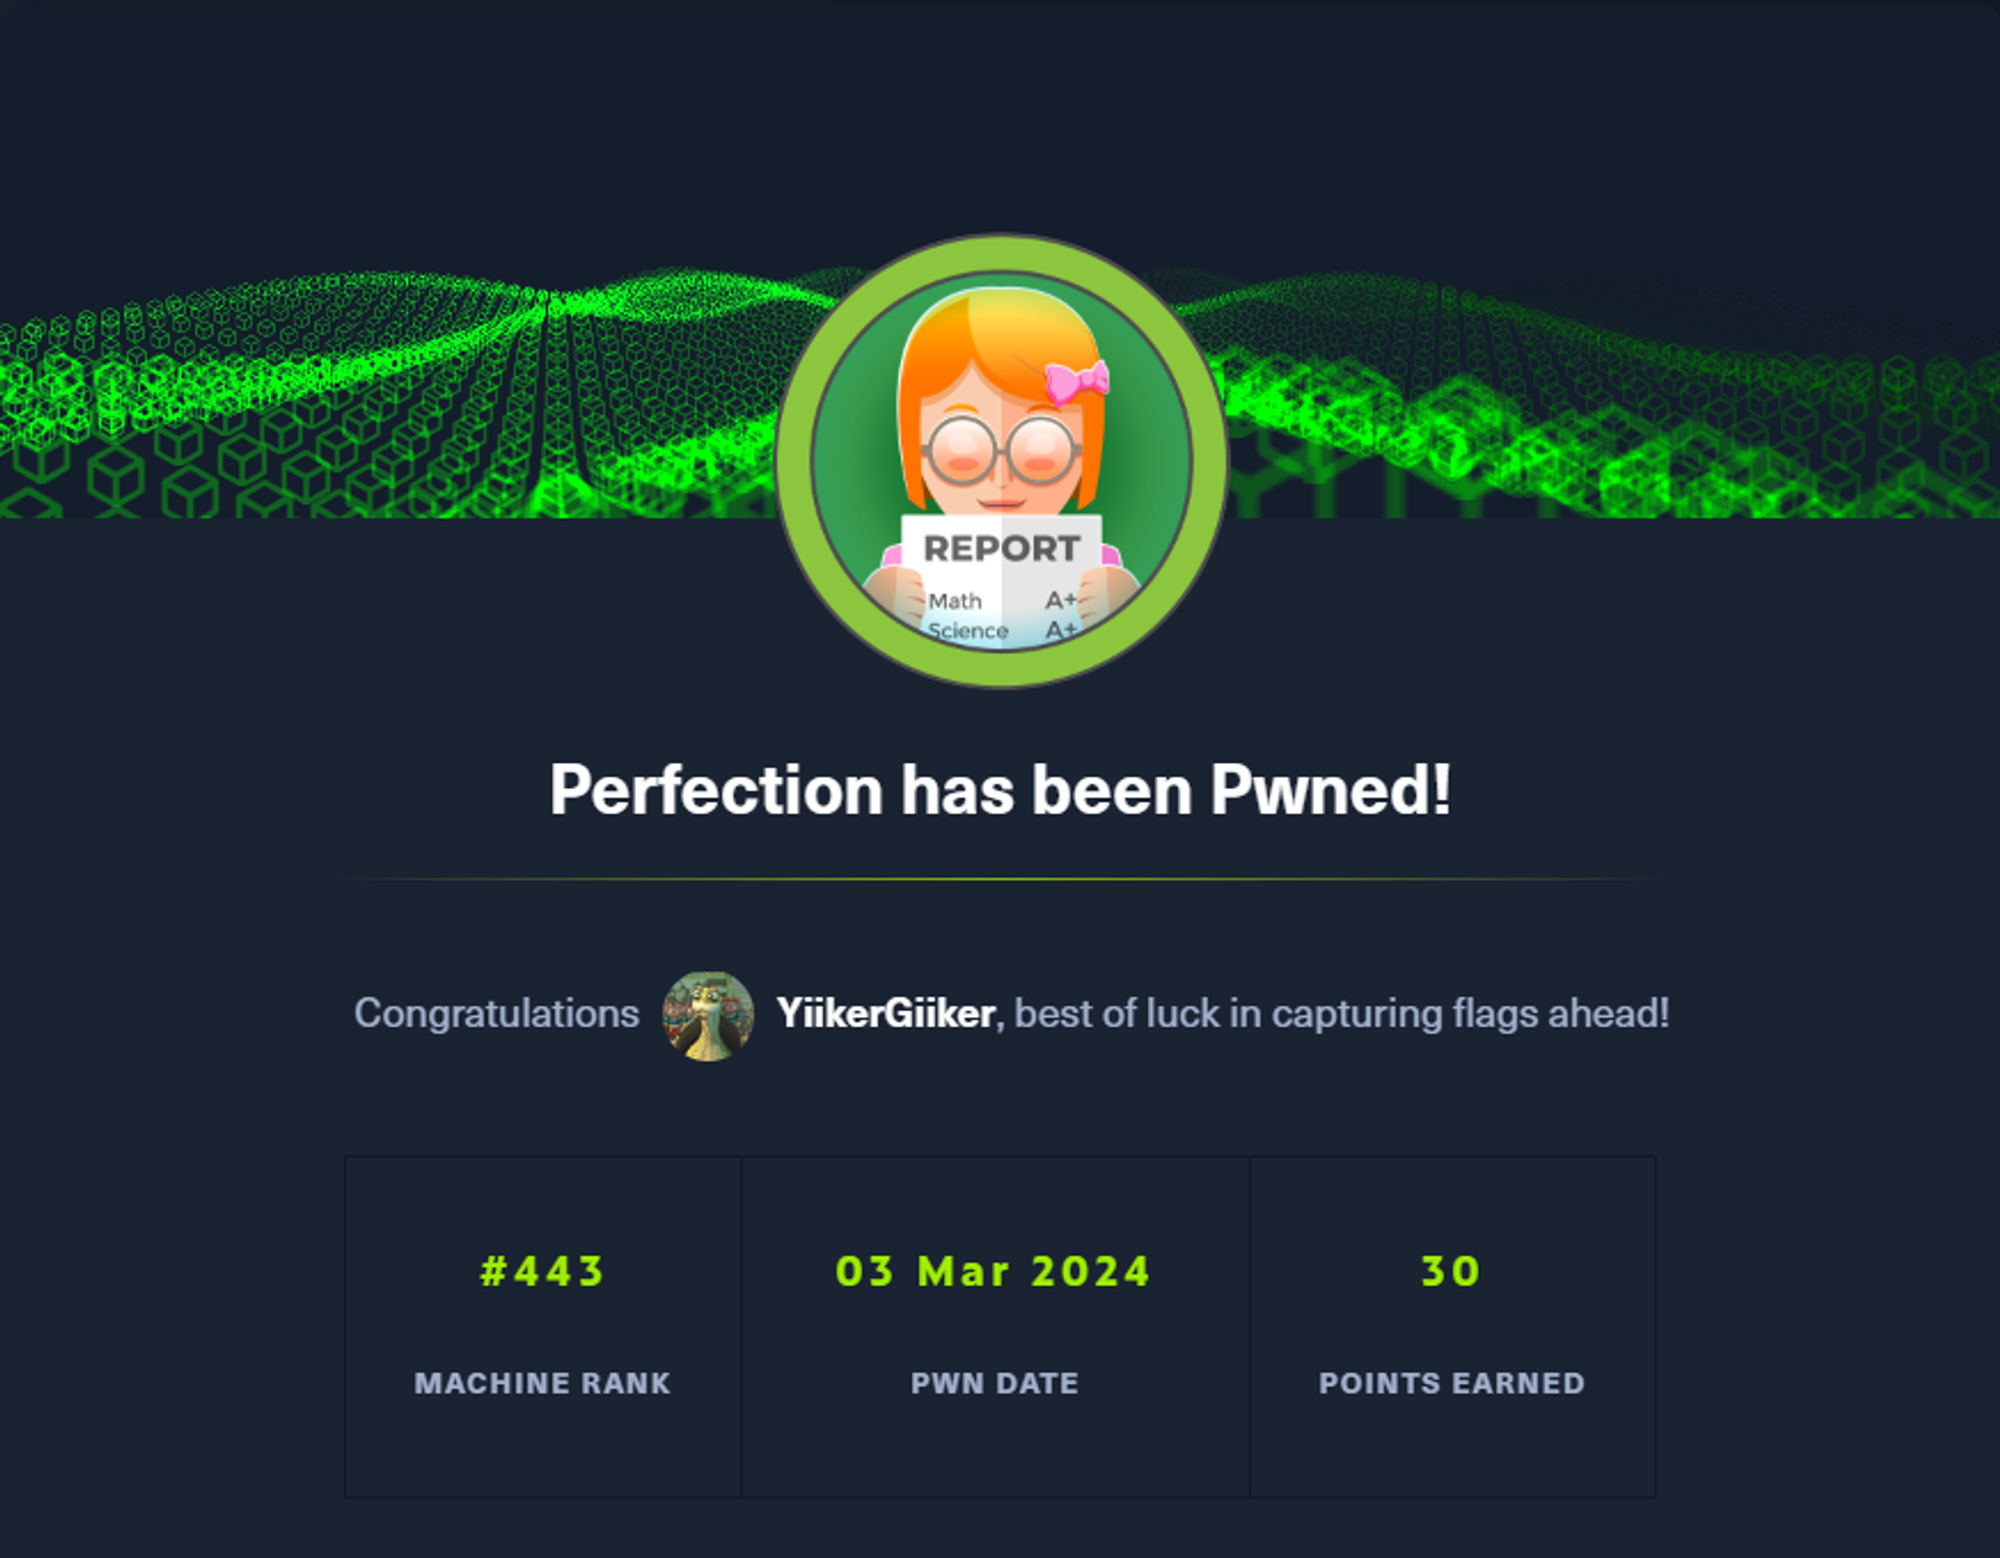 REPORT
Math A+
Science A+
Perfection has been Pwned!
Congratulations YiikerGiiker, best of luck in capturing flags ahead!
#443 03 Mar 2024 30
MACHINE RANK PWN DATE POINTS EARNED